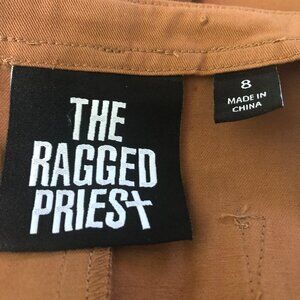 THE
RAGGED
PRIEST
8
MADE IN
CHINA